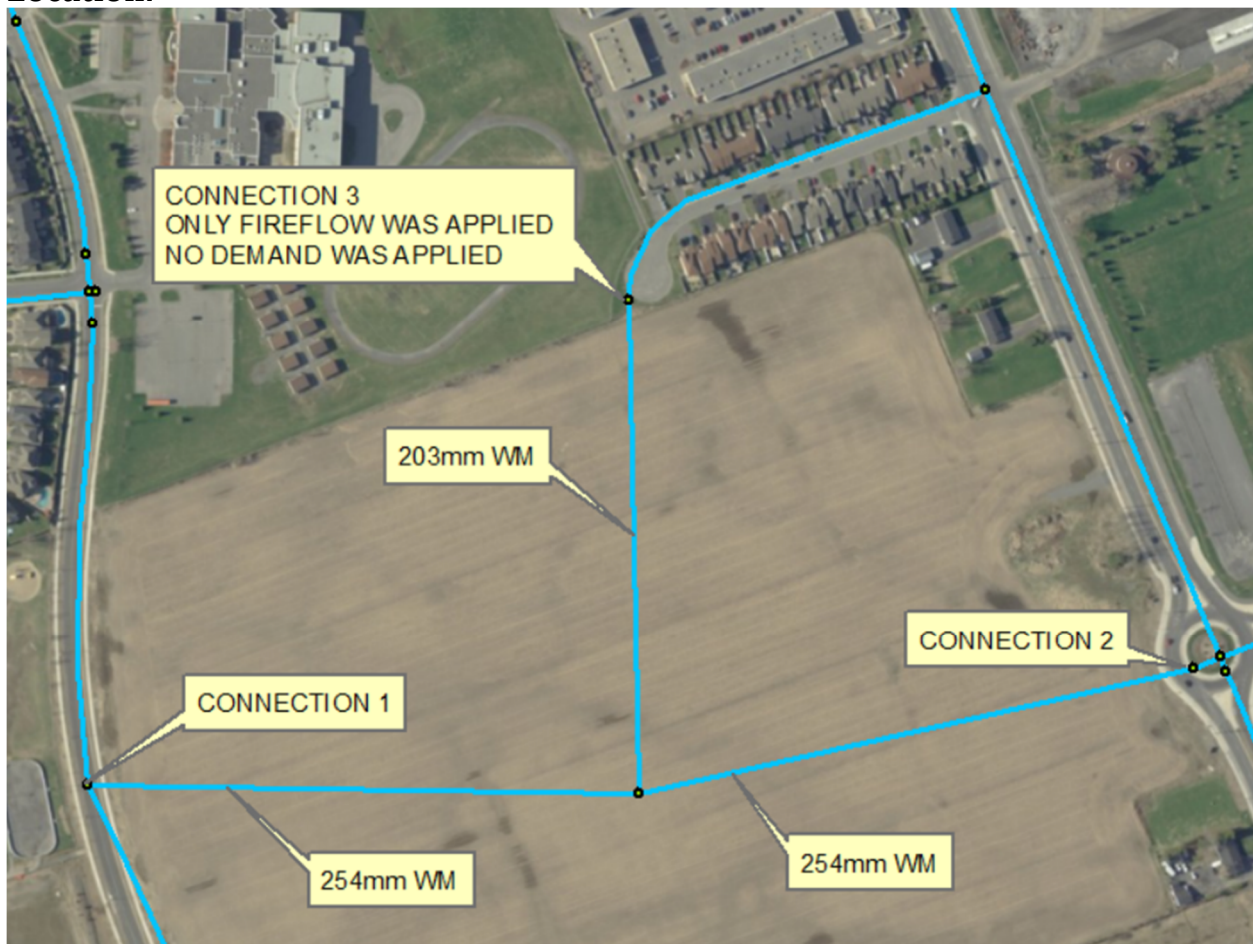 CONNECTION 3
ONLY FIREFLOW WAS APPLIED
NO DEMAND WAS APPLIED
203mm WM
CONNECTION 2
CONNECTION 1
254mm WM
254mm WM